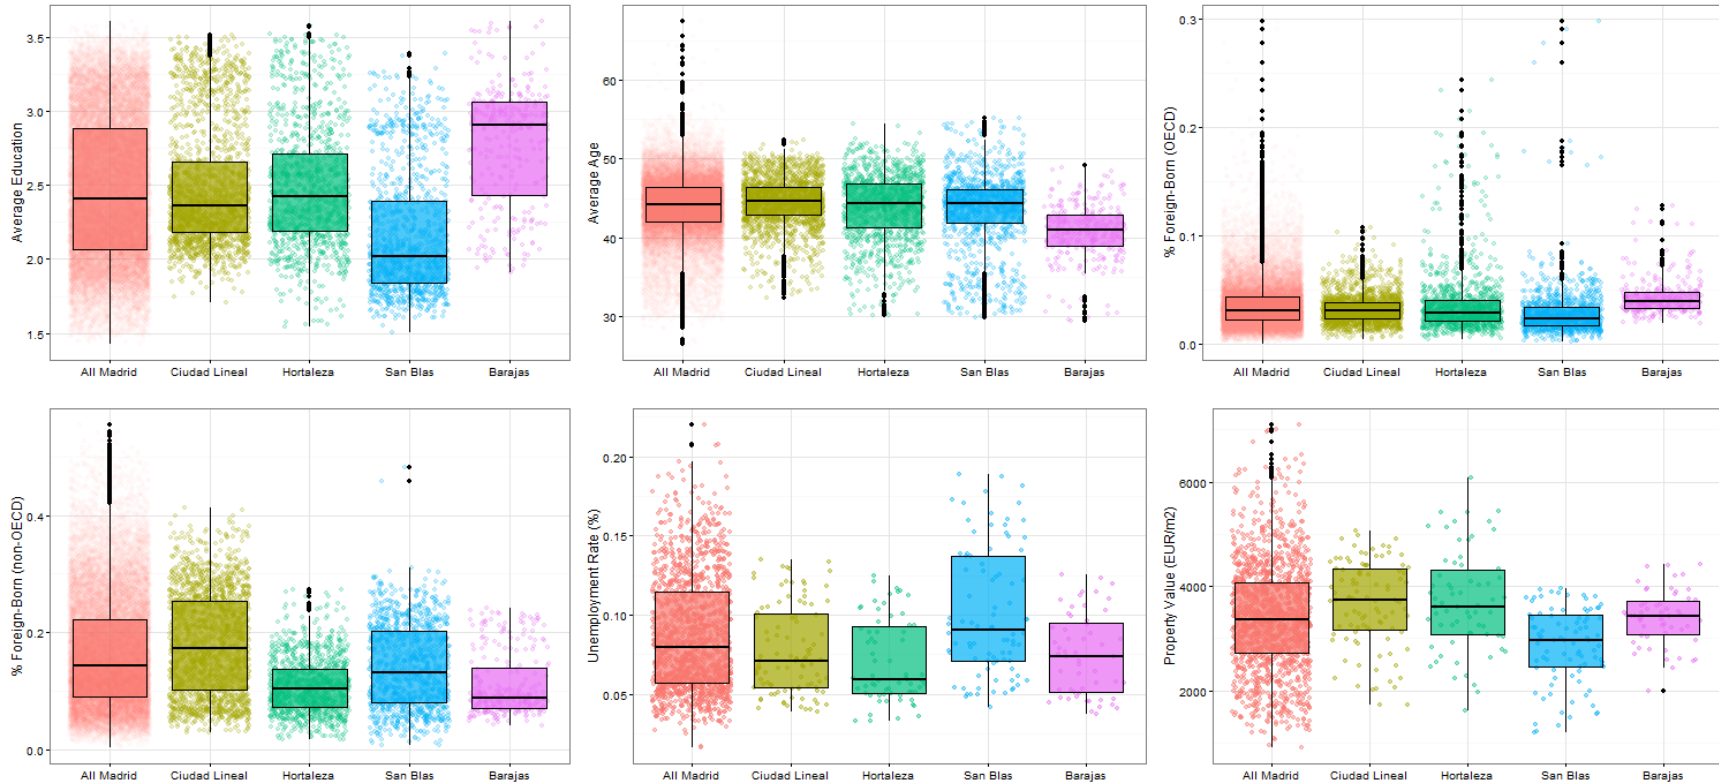 Average Education
3.5
3.0
2.5
2.0
1.5
All Madrid Ciudad Lineal Hortaleza San Blas Barajas
Average Age
60
50
40
30
All Madrid Ciudad Lineal Hortaleza San Blas Barajas
% Foreign-Born (OECD)
0.3
0.2
0.1
0.0
All Madrid Ciudad Lineal Hortaleza San Blas Barajas
% Foreign-Born (non-OECD)
0.4
0.2
0.0
All Madrid Ciudad Lineal Hortaleza San Blas Barajas
Unemployment Rate (%)
0.20
0.15
0.10
0.05
All Madrid Ciudad Lineal Hortaleza San Blas Barajas
Property Value (EUR/m2)
6000
4000
2000
All Madrid Ciudad Lineal Hortaleza San Blas Barajas